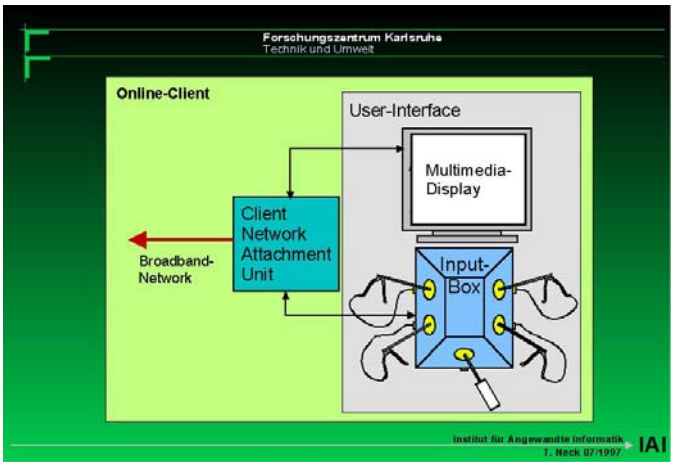 Forschungszentrum Karlsruhe
Technik und Umwelt
Online-Client
User-Interface
Multimedia-
Display
Client
Network
Attachment
Unit
Broadband-
Network
Input-
Box
Institut für Angewandte Informatik
T. Neck 07/1997
IAI